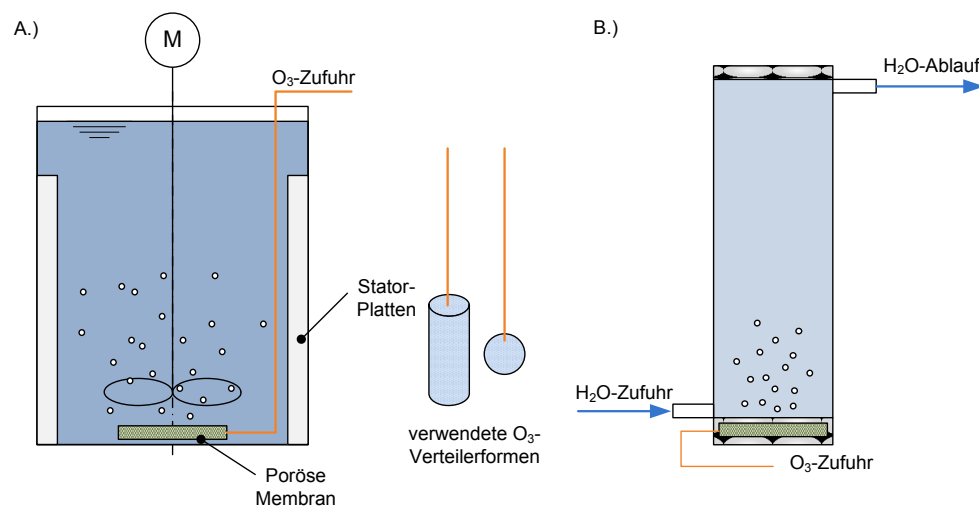 A.)
M
O₃-Zufuhr
Stator-
Platten
Poröse
Membran
verwendete O₃-
Verteilerformen
B.)
H₂O-Ablauf
H₂O-Zufuhr
O₃-Zufuhr